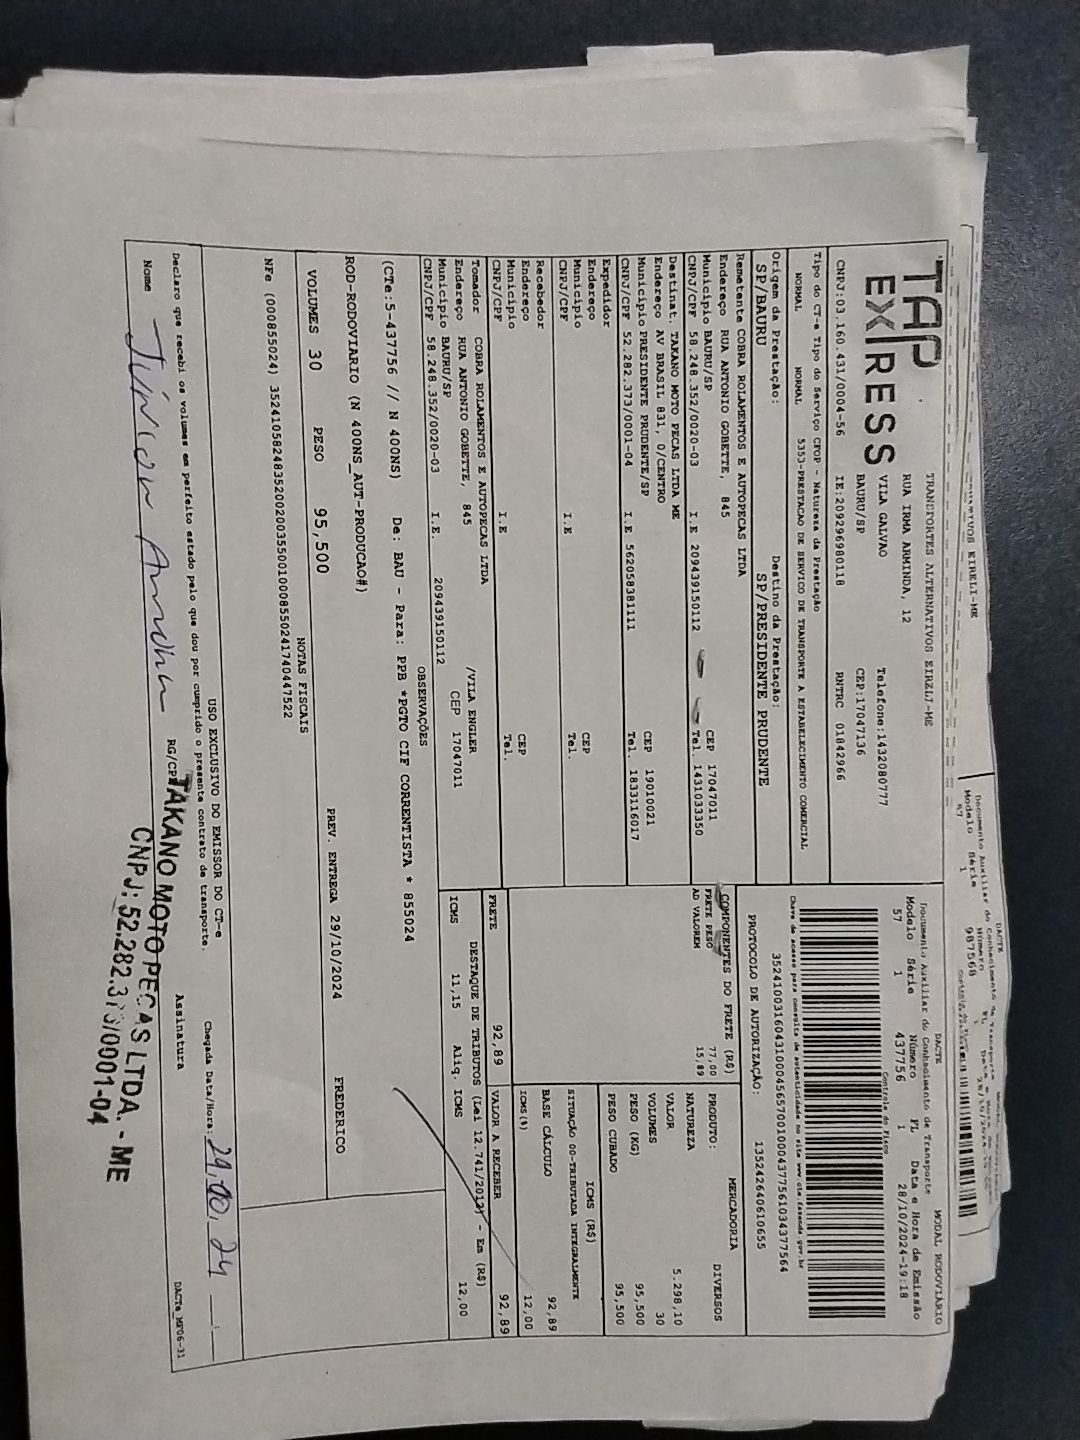 TAP
EXPRESS
TRANSPORTES ALTERNATIVOS EIRELI-ME
RUA IRMA ARMINDA, 12
VILA GALVAO
BAURU/SP
Telefone:1432080777
CEP:17047136
CNPJ:03.160.431/0004-56 IE:209296980118 RNTRC 01842966
DACTE MODAL RODOVIÁRIO
Documento Auxiliar do Conhecimento de Transporte
Modelo Série Número FL Data e Hora de Emissão
57 1 437756 1 28/10/2024-19:18
Controle do Fisco
Chave de acesso para consulta de autenticidade no site www.cte.fazenda.gov.br
35241003160431000456570010004377561034377564
PROTOCOLO DE AUTORIZAÇÃO: 135242640610655
Tipo do CT-e Tipo do Serviço CFOP - Natureza da Prestação
NORMAL NORMAL 5353-PRESTACAO DE SERVICO DE TRANSPORTE A ESTABELECIMENTO COMERCIAL
Origem da Prestação: Destino da Prestação:
SP/BAURU SP/PRESIDENTE PRUDENTE
Remetente COBRA ROLAMENTOS E AUTOPECAS LTDA
Endereço RUA ANTONIO GOBETTE, 845
Município BAURU/SP CEP 17047011
CNPJ/CPF 58.248.352/0020-03 I.E 209439150112 Tel. 1431033350
Destinat. TAKANO MOTO PECAS LTDA ME
Endereço AV BRASIL 831, 0/CENTRO
Município PRESIDENTE PRUDENTE/SP CEP 19010021
CNPJ/CPF 52.282.373/0001-04 I.E 562058381111 Tel. 1833116017
Expedidor
Endereço
Município CEP
CNPJ/CPF I.E Tel.
Recebedor
Endereço
Município CEP
CNPJ/CPF I.E Tel.
Tomador COBRA ROLAMENTOS E AUTOPECAS LTDA
Endereço RUA ANTONIO GOBETTE, 845 /VILA ENGLER
Município BAURU/SP CEP 17047011
CNPJ/CPF 58.248.352/0020-03 I.E. 209439150112
COMPONENTES DO FRETE (R$)
FRETE PESO 77,00
AD VALOREM 15,89
PRODUTO: MERCADORIA
NATUREZA DIVERSOS
VALOR 5.298,10
VOLUMES 30
PESO (KG) 95,500
PESO CUBADO 95,500
ICMS (R$)
SITUAÇÃO 00-TRIBUTADA INTEGRALMENTE
BASE CÁLCULO 92,89
ICMS(%) 12,00
FRETE 92,89 VALOR A RECEBER 92,89
DESTAQUE DE TRIBUTOS (Lei 12.741/2012) - Em (R$)
ICMS 11,15 Aliq. ICMS 12,00
OBSERVAÇÕES
(CTe:5-437756 // N 400NS) De: BAU - Para: PPB *PGTO CIF CORRENTISTA * 855024
ROD-RODOVIARIO (N 400NS_AUT-PRODUCAO#)
FREDERICO
VOLUMES 30 PESO 95,500 PREV. ENTREGA 29/10/2024
NOTAS FISCAIS
NFe (000855024) 35241058248352002003550010008550241740447522
USO EXCLUSIVO DO EMISSOR DO CT-e
Declaro que recebi os volumes em perfeito estado pelo que dou por cumprido o presente contrato de transporte. Chegada Data/Hora: 29,10,24
Nome Júnior RG/CPF Assinatura
TAKANO MOTO PEÇAS LTDA. - ME
CNPJ: 52.282.373/0001-04
DACTe_MF06-31